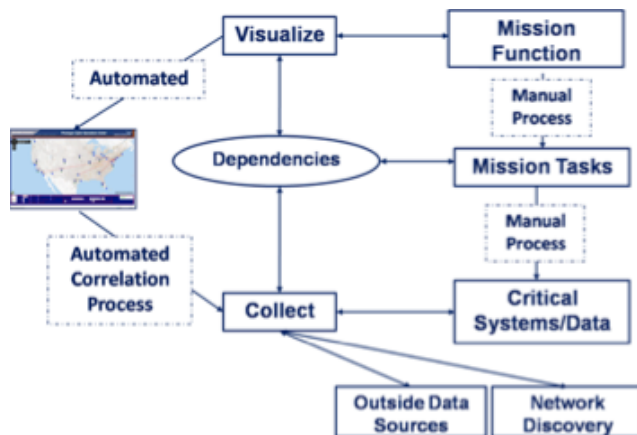 Visualize
Mission
Function
Automated
Manual
Process
Dependencies
Mission Tasks
Manual
Process
Automated
Correlation
Process
Collect
Critical
Systems/Data
Outside Data
Sources
Network
Discovery